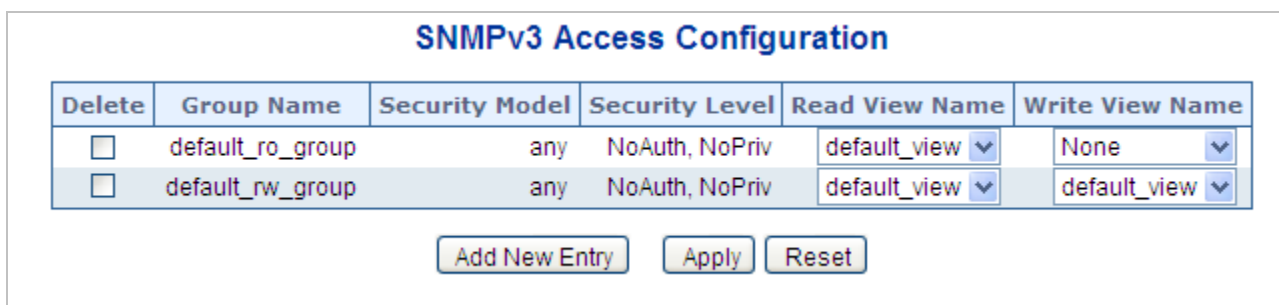 SNMPv3 Access Configuration
Delete Group Name Security Model Security Level Read View Name Write View Name
default_ro_group any NoAuth, NoPriv default_view None
default_rw_group any NoAuth, NoPriv default_view default_view
Add New Entry Apply Reset